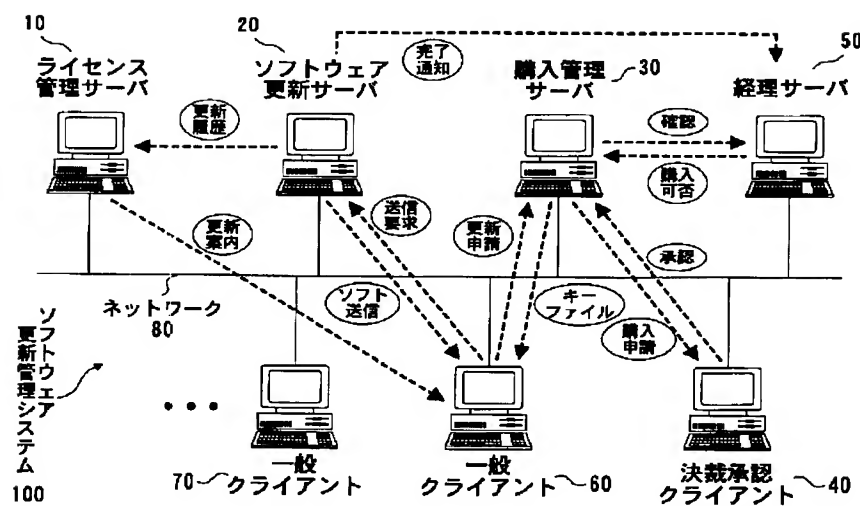 10
ライセンス
管理サーバ
20
ソフトウェア
更新サーバ
完了
通知
購入管理
サーバ
30
50
経理サーバ
更新
履歴
確認
購入
可否
更新
案内
送信
要求
更新
申請
承認
ネットワーク
80
ソフト
送信
キー
ファイル
購入
申請
ソフトウェア
更新管理システム
100
・・・
70
一般
クライアント
一般
クライアント
60
決裁承認
クライアント
40